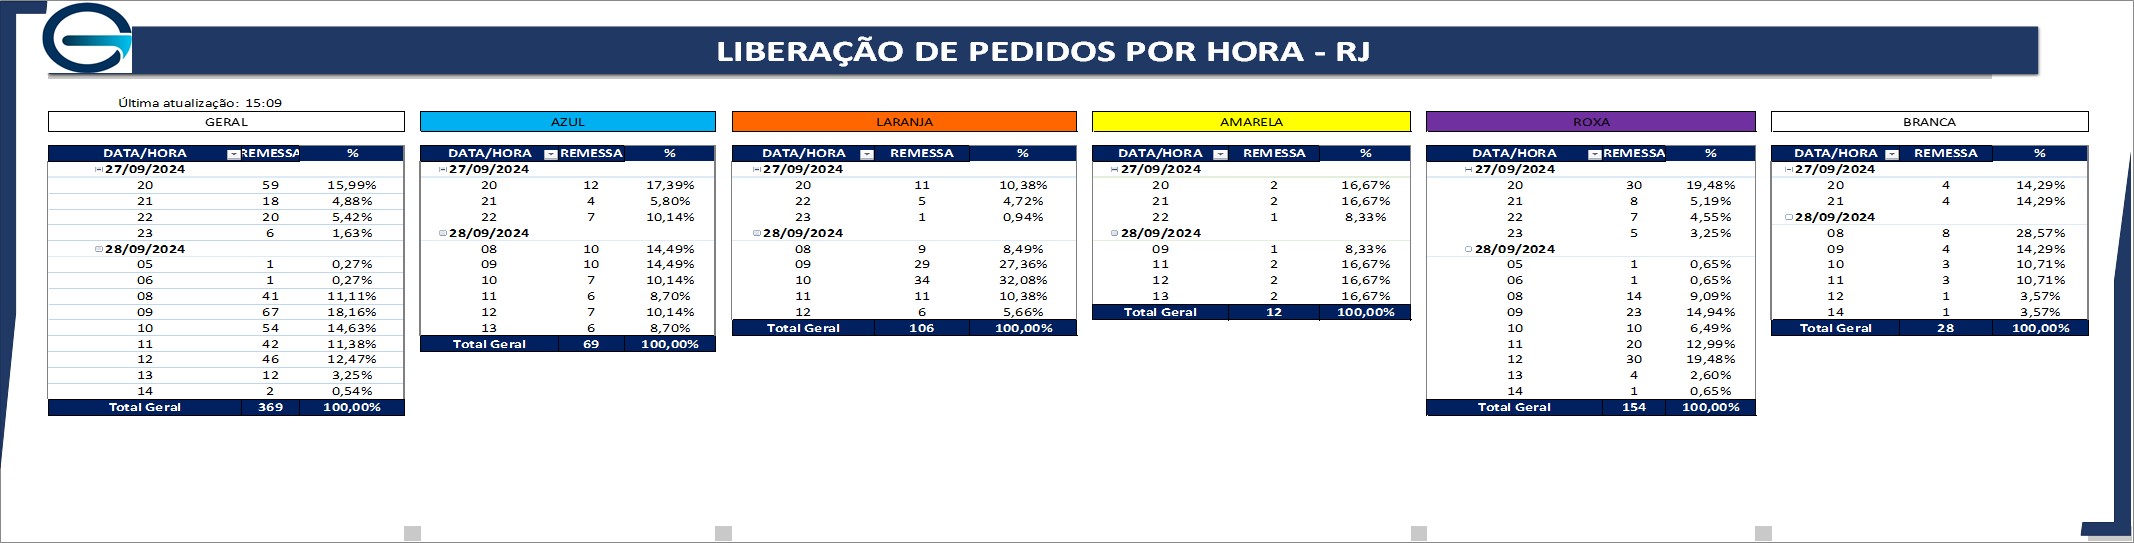 LIBERAÇÃO DE PEDIDOS POR HORA - RJ
Última atualização: 15:09
GERAL
DATA/HORA REMESSA %
27/09/2024
20 59 15,99%
21 18 4,88%
22 20 5,42%
23 6 1,63%
28/09/2024
05 1 0,27%
06 1 0,27%
08 41 11,11%
09 67 18,16%
10 54 14,63%
11 42 11,38%
12 46 12,47%
13 12 3,25%
14 2 0,54%
Total Geral 369 100,00%
AZUL
DATA/HORA REMESSA %
27/09/2024
20 12 17,39%
21 4 5,80%
22 7 10,14%
28/09/2024
08 10 14,49%
09 10 14,49%
10 7 10,14%
11 6 8,70%
12 7 10,14%
13 6 8,70%
Total Geral 69 100,00%
LARANJA
DATA/HORA REMESSA %
27/09/2024
20 11 10,38%
22 5 4,72%
23 1 0,94%
28/09/2024
08 9 8,49%
09 29 27,36%
10 34 32,08%
11 11 10,38%
12 6 5,66%
Total Geral 106 100,00%
AMARELA
DATA/HORA REMESSA %
27/09/2024
20 2 16,67%
21 2 16,67%
22 1 8,33%
28/09/2024
09 1 8,33%
11 2 16,67%
12 2 16,67%
13 2 16,67%
Total Geral 12 100,00%
ROXA
DATA/HORA REMESSA %
27/09/2024
20 30 19,48%
21 8 5,19%
22 7 4,55%
23 5 3,25%
28/09/2024
05 1 0,65%
06 1 0,65%
08 14 9,09%
09 23 14,94%
10 10 6,49%
11 20 12,99%
12 30 19,48%
13 4 2,60%
14 1 0,65%
Total Geral 154 100,00%
BRANCA
DATA/HORA REMESSA %
27/09/2024
20 4 14,29%
21 4 14,29%
28/09/2024
08 8 28,57%
09 4 14,29%
10 3 10,71%
11 3 10,71%
12 1 3,57%
14 1 3,57%
Total Geral 28 100,00%